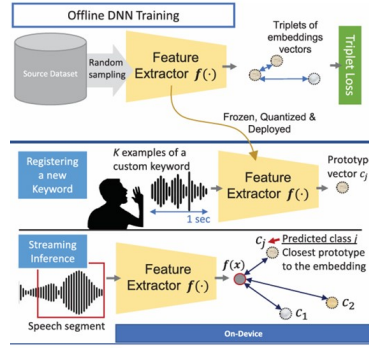 Offline DNN Training
Source Dataset
Random
sampling
Feature
Extractor f(·)
Triplets of
embeddings
vectors
Triplet Loss
Frozen, Quantized &
Deployed
Registering
a new
Keyword
K examples of a
custom keyword
1 sec
Feature
Extractor f(·)
Prototype
vector cj
Streaming
Inference
Speech segment
Feature
Extractor f(·)
f(x)
Cj
Predicted class j
Closest prototype
to the embedding
C1
C2
On-Device